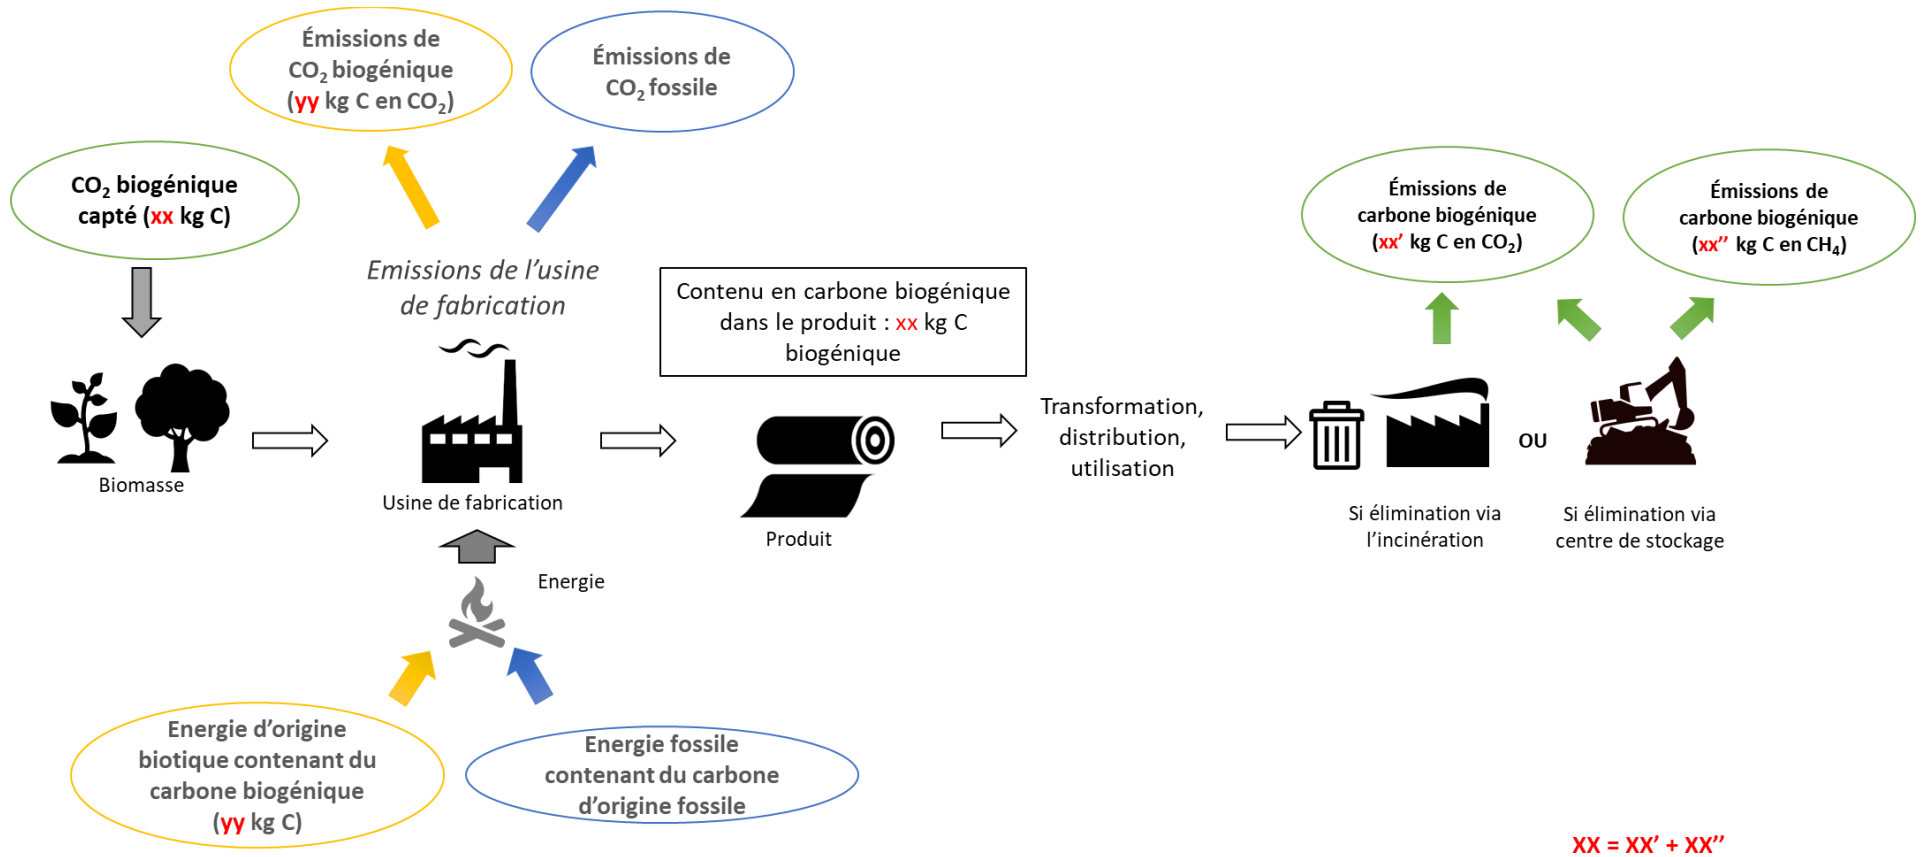 Émissions de
CO₂ biogénique
(yy kg C en CO₂)
Émissions de
CO₂ fossile
CO₂ biogénique
capté (xx kg C)
Emissions de l'usine
de fabrication
Contenu en carbone biogénique
dans le produit : xx kg C
biogénique
Émissions de
carbone biogénique
(xx' kg C en CO₂)
Émissions de
carbone biogénique
(xx'' kg C en CH₄)
Biomasse
Usine de fabrication
Produit
Transformation,
distribution,
utilisation
OU
Si élimination via
l'incinération
Si élimination via
centre de stockage
Energie
Energie d'origine
biotique contenant du
carbone biogénique
(yy kg C)
Energie fossile
contenant du carbone
d'origine fossile
XX = XX' + XX''